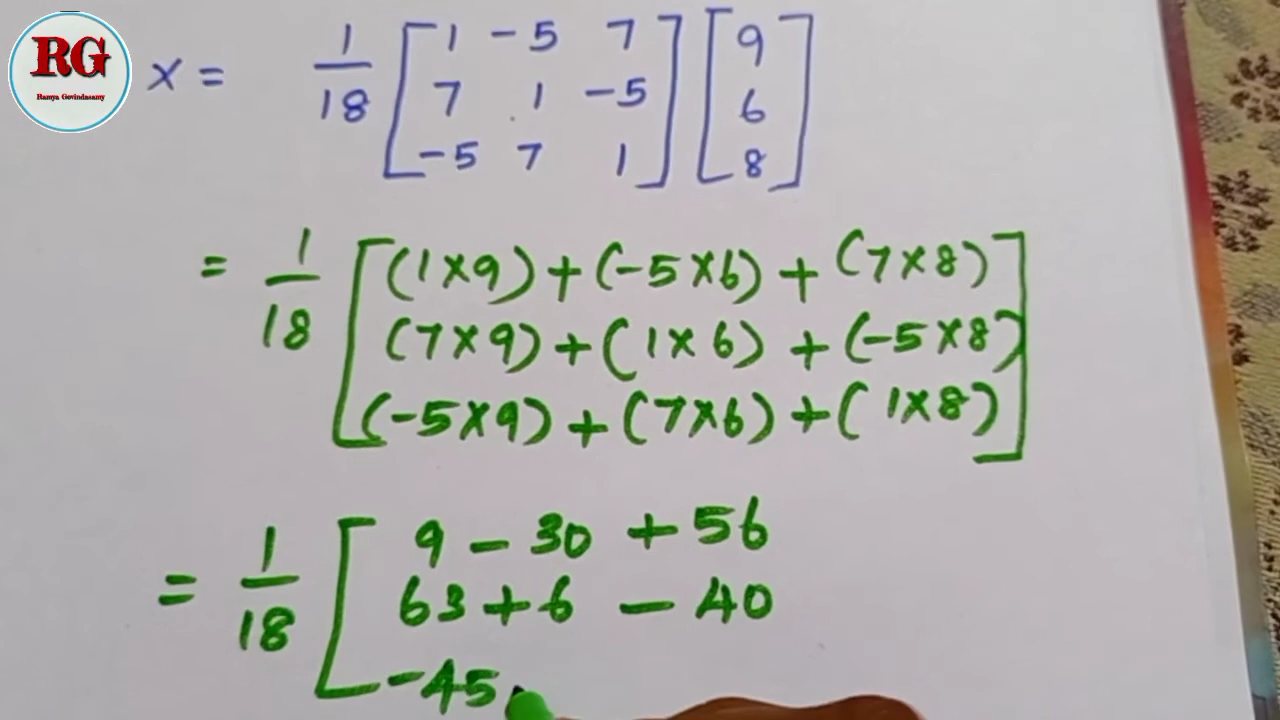 RG
Ramya Govindasamy
x = 1/18 [1 -5 7] [9]
[7 1 -5] [6]
[-5 7 1] [8]
= 1/18 [(1×9) + (-5×6) + (7×8)]
[(7×9) + (1×6) + (-5×8)]
[(-5×9) + (7×6) + (1×8)]
= 1/18 [9 - 30 + 56
63 + 6 - 40
-45